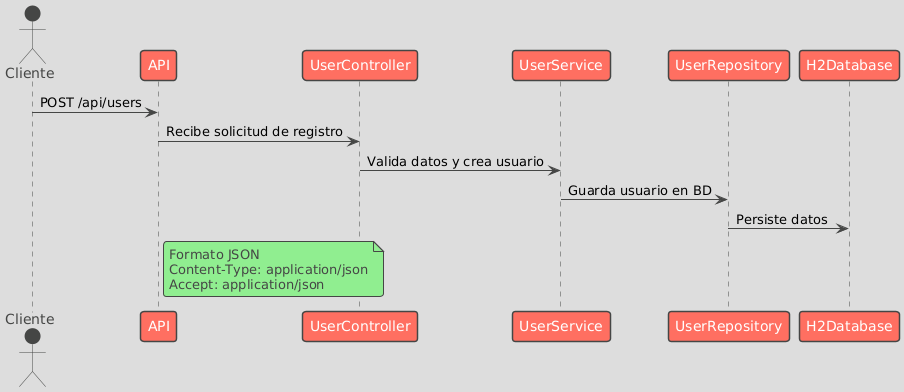 Cliente
API
UserController
UserService
UserRepository
H2Database
POST /api/users
Recibe solicitud de registro
Valida datos y crea usuario
Guarda usuario en BD
Persiste datos
Formato JSON
Content-Type: application/json
Accept: application/json
Cliente
API
UserController
UserService
UserRepository
H2Database